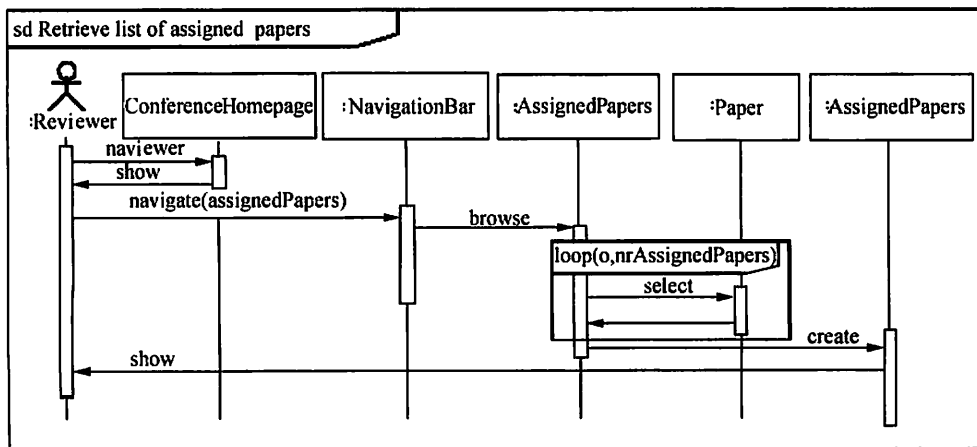 sd Retrieve list of assigned papers
:Reviewer
ConferenceHomepage
:NavigationBar
:AssignedPapers
:Paper
:AssignedPapers
naviewer
show
navigate(assignedPapers)
browse
loop(o,nrAssignedPapers)
select
create
show